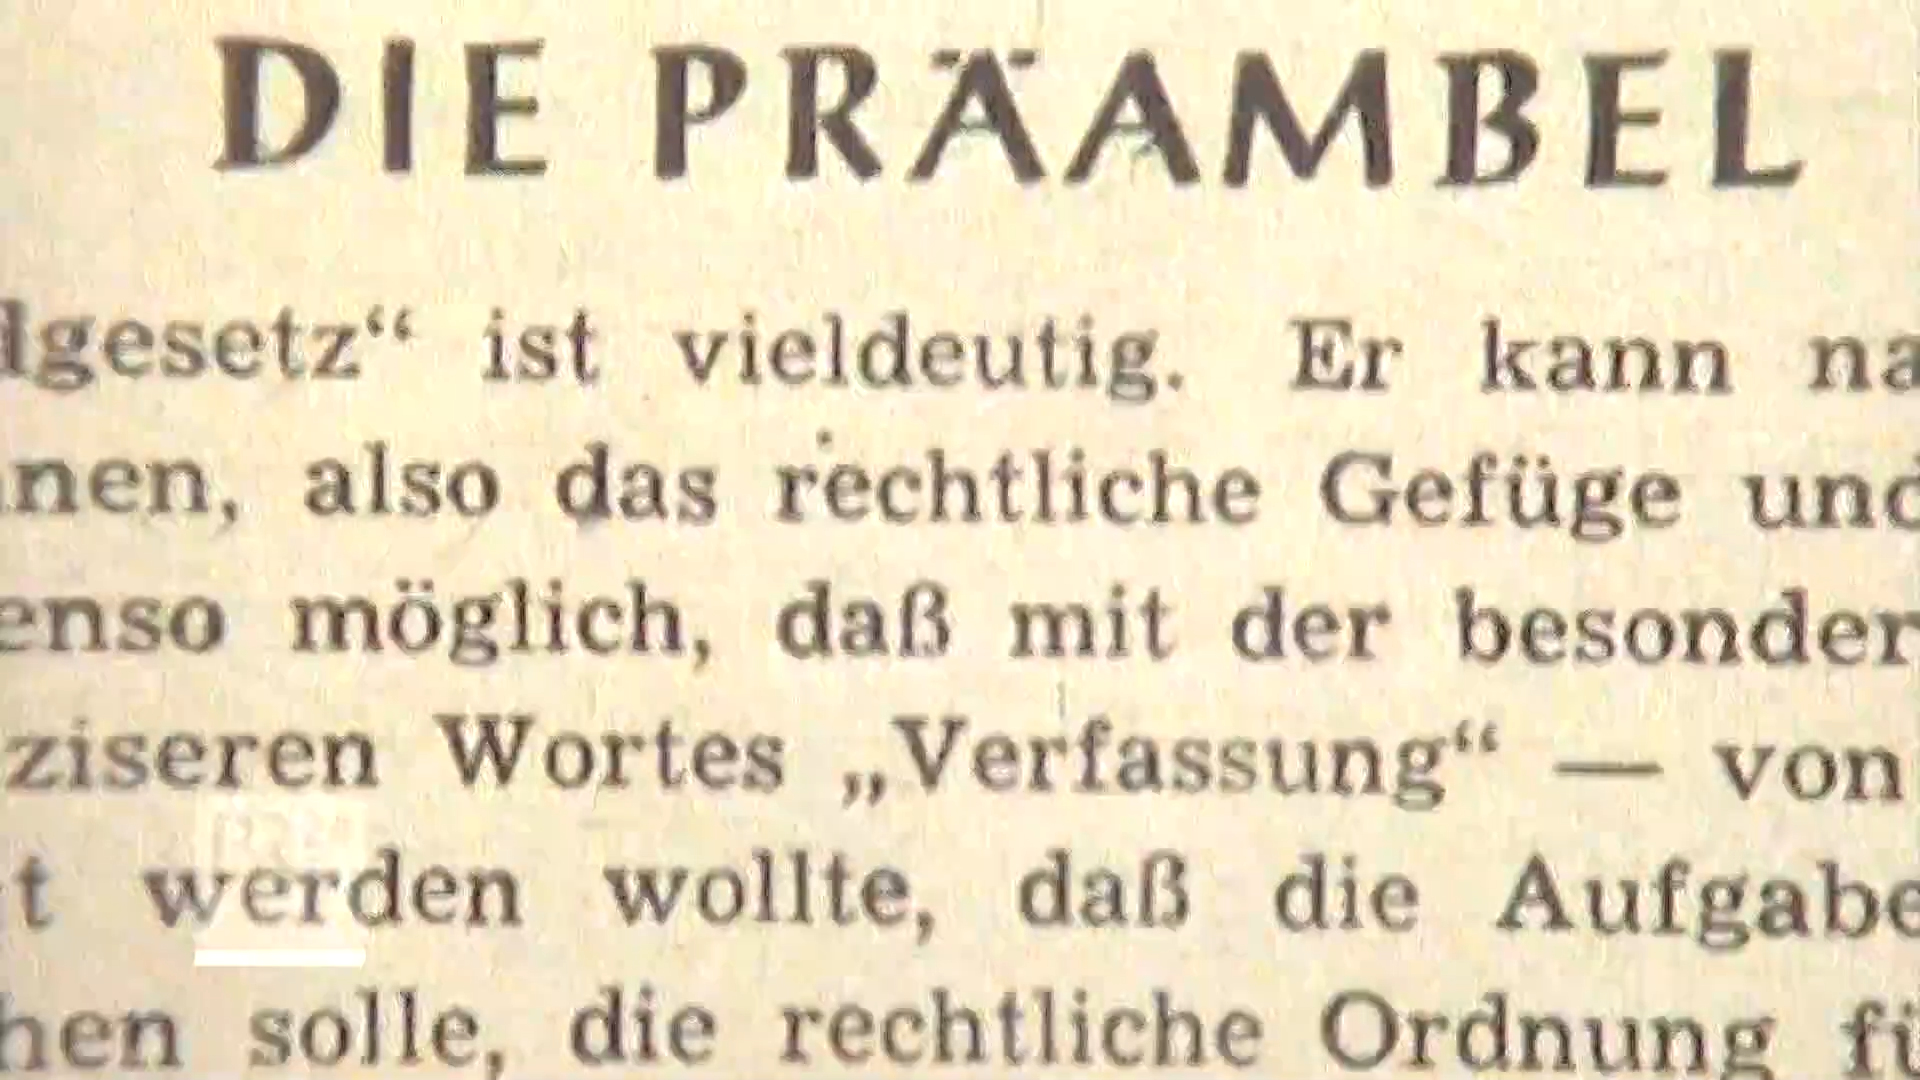 DIE PRÄAMBEL
dgesetz“ ist vieldeutig. Er kann na
nen, also das rechtliche Gefüge und
enso möglich, daß mit der besonder
ziseren Wortes „Verfassung“ — von
t werden wollte, daß die Aufgabe
hen solle, die rechtliche Ordnung fü